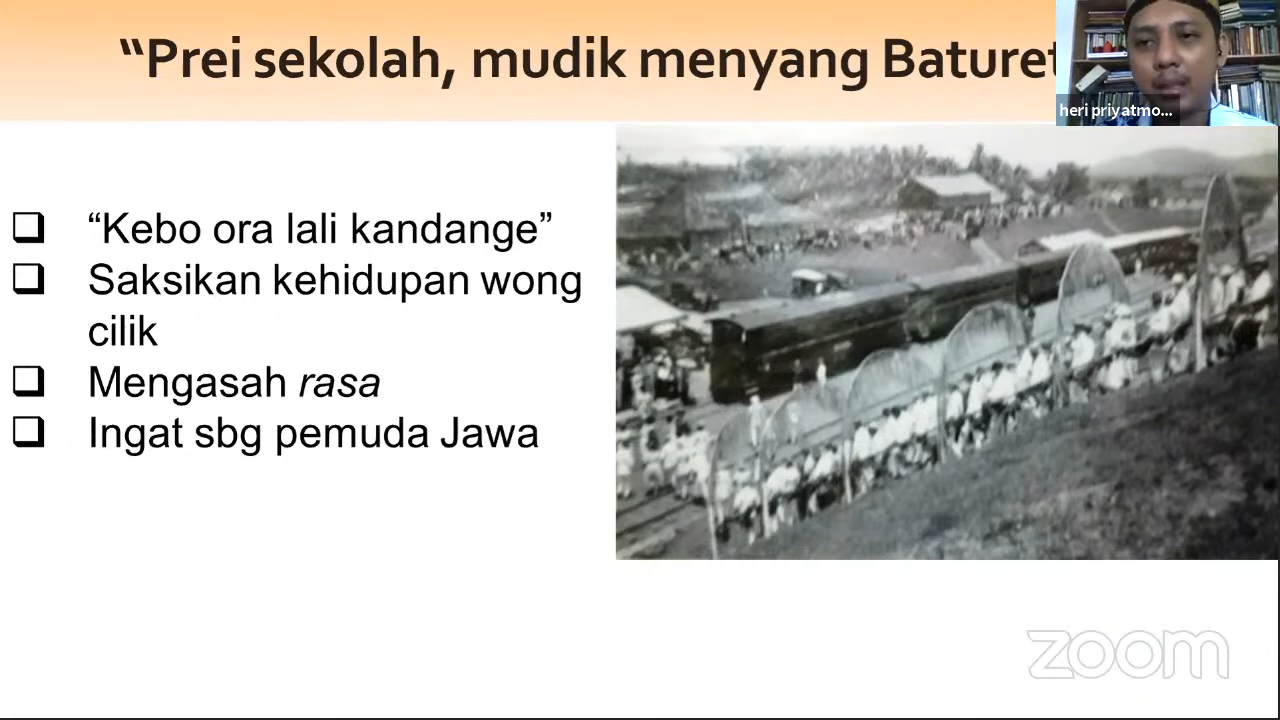 “Prei sekolah, mudik menyang Baturet
heri priyatmo...
❑ “Kebo ora lali kandange”
❑ Saksikan kehidupan wong
cilik
❑ Mengasah rasa
❑ Ingat sbg pemuda Jawa
zoom